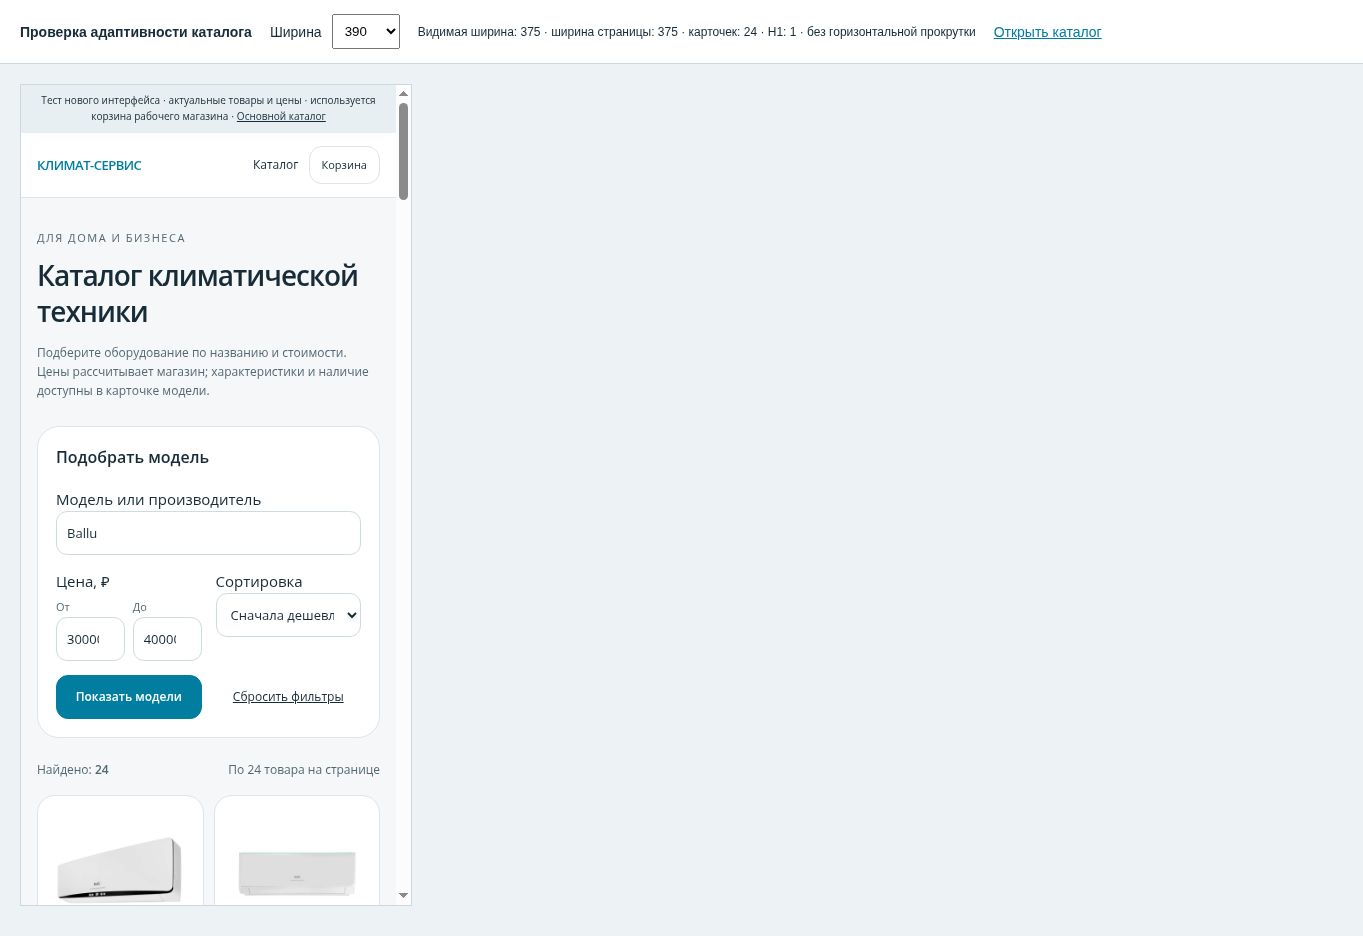 Проверка адаптивности каталога Ширина 390 Видимая ширина: 375 · ширина страницы: 375 · карточек: 24 · H1: 1 · без горизонтальной прокрутки Открыть каталог
Тест нового интерфейса · актуальные товары и цены · используется
корзина рабочего магазина · Основной каталог
КЛИМАТ-СЕРВИС Каталог Корзина
ДЛЯ ДОМА И БИЗНЕСА
Каталог климатической
техники
Подберите оборудование по названию и стоимости.
Цены рассчитывает магазин; характеристики и наличие
доступны в карточке модели.
Подобрать модель
Модель или производитель
Ballu
Цена, ₽ Сортировка
От До
Сначала дешевл
30000 40000
Показать модели Сбросить фильтры
Найдено: 24 По 24 товара на странице